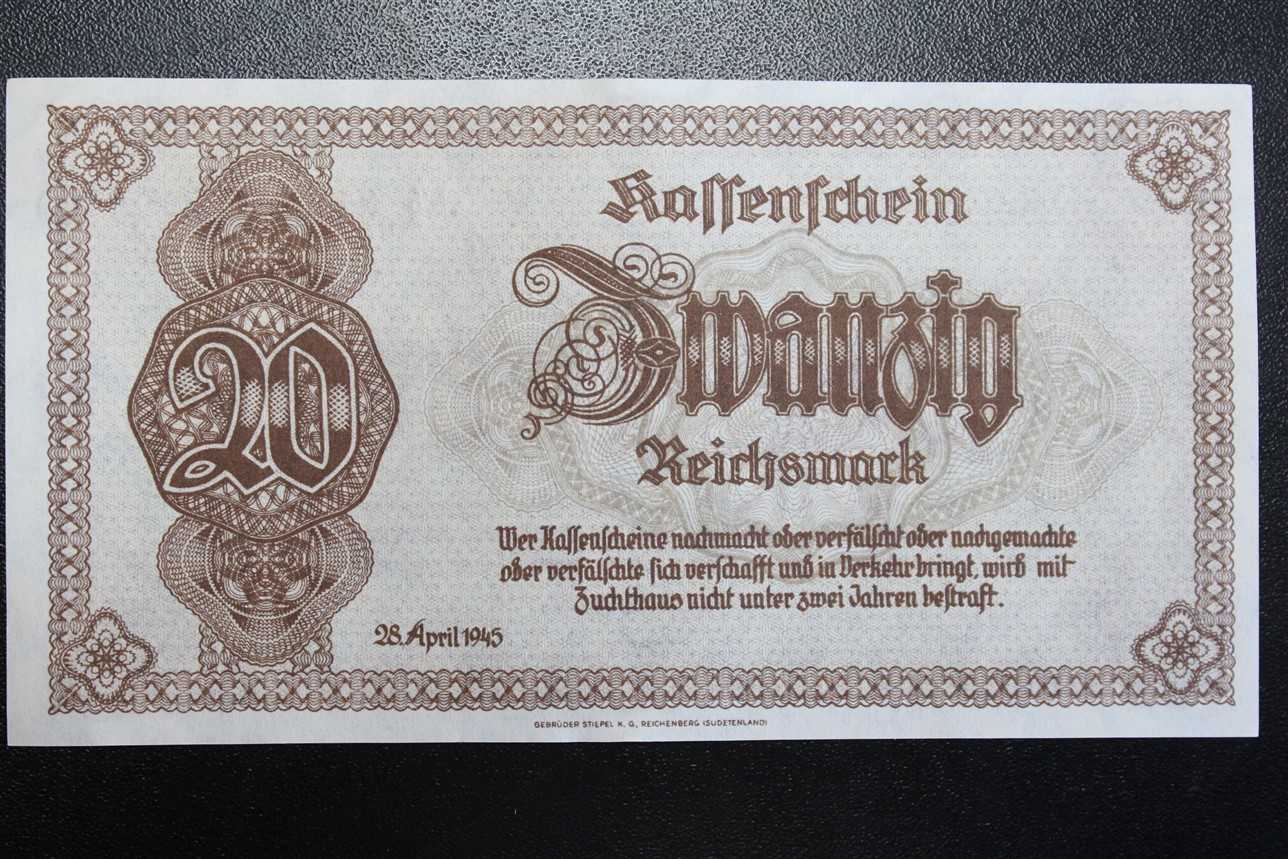 Kassenschein
20
Zwanzig
Reichsmark
Wer Kassenscheine nachmacht oder verfälscht oder nachgemachte
oder verfälschte sich verschafft und in Verkehr bringt, wird mit
Zuchthaus nicht unter zwei Jahren bestraft.
28. April 1945
GEBRÜDER STIEPEL K. G., REICHENBERG (SUDETENLAND)